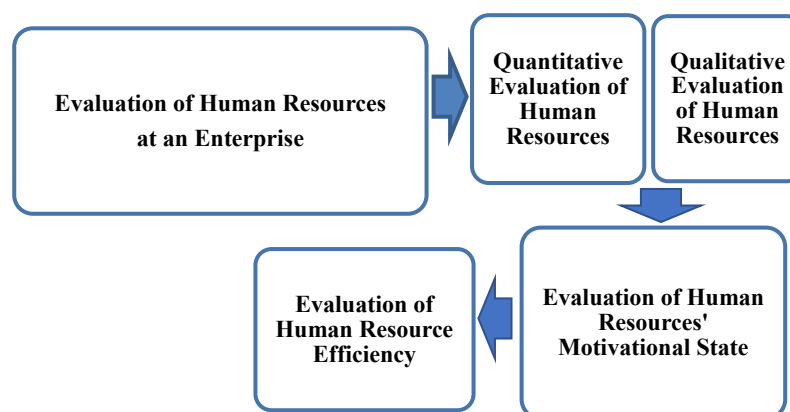 Evaluation of Human Resources
at an Enterprise
Quantitative
Evaluation of
Human
Resources
Qualitative
Evaluation
of Human
Resources
Evaluation of Human
Resources'
Motivational State
Evaluation of
Human Resource
Efficiency